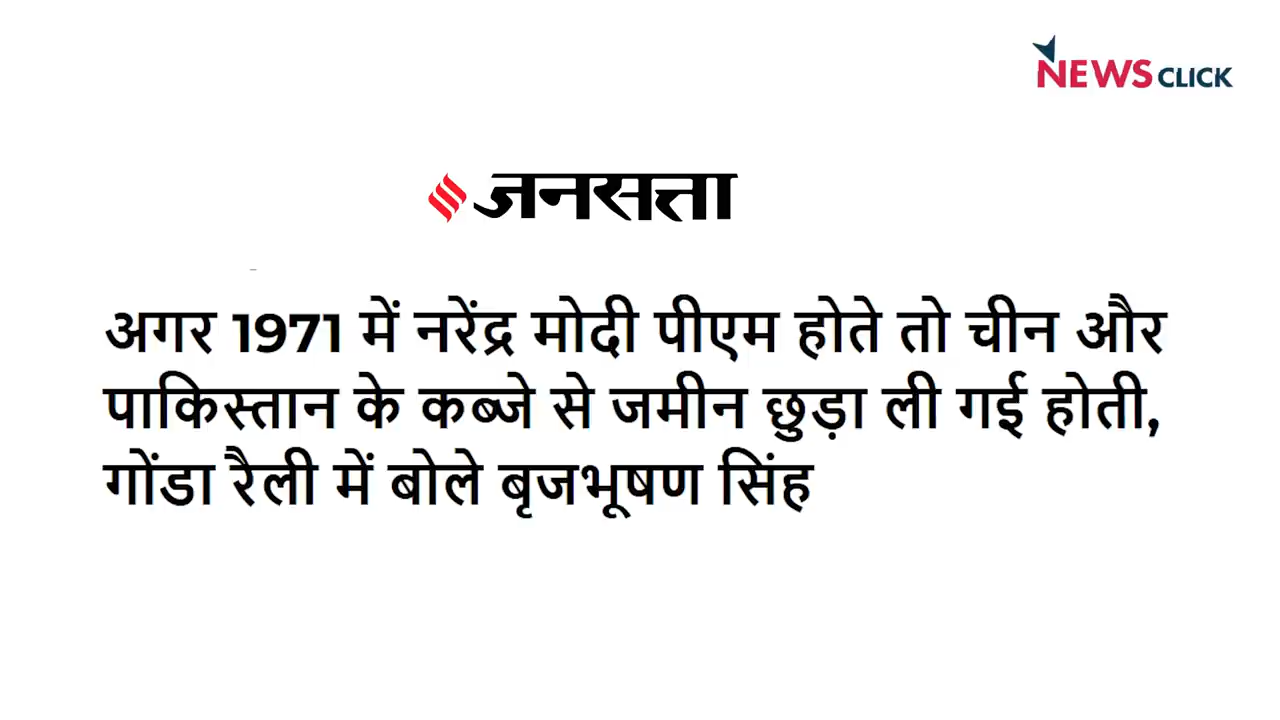 NEWS CLICK
जनसत्ता
अगर 1971 में नरेंद्र मोदी पीएम होते तो चीन और
पाकिस्तान के कब्जे से जमीन छुड़ा ली गई होती,
गोंडा रैली में बोले बृजभूषण सिंह